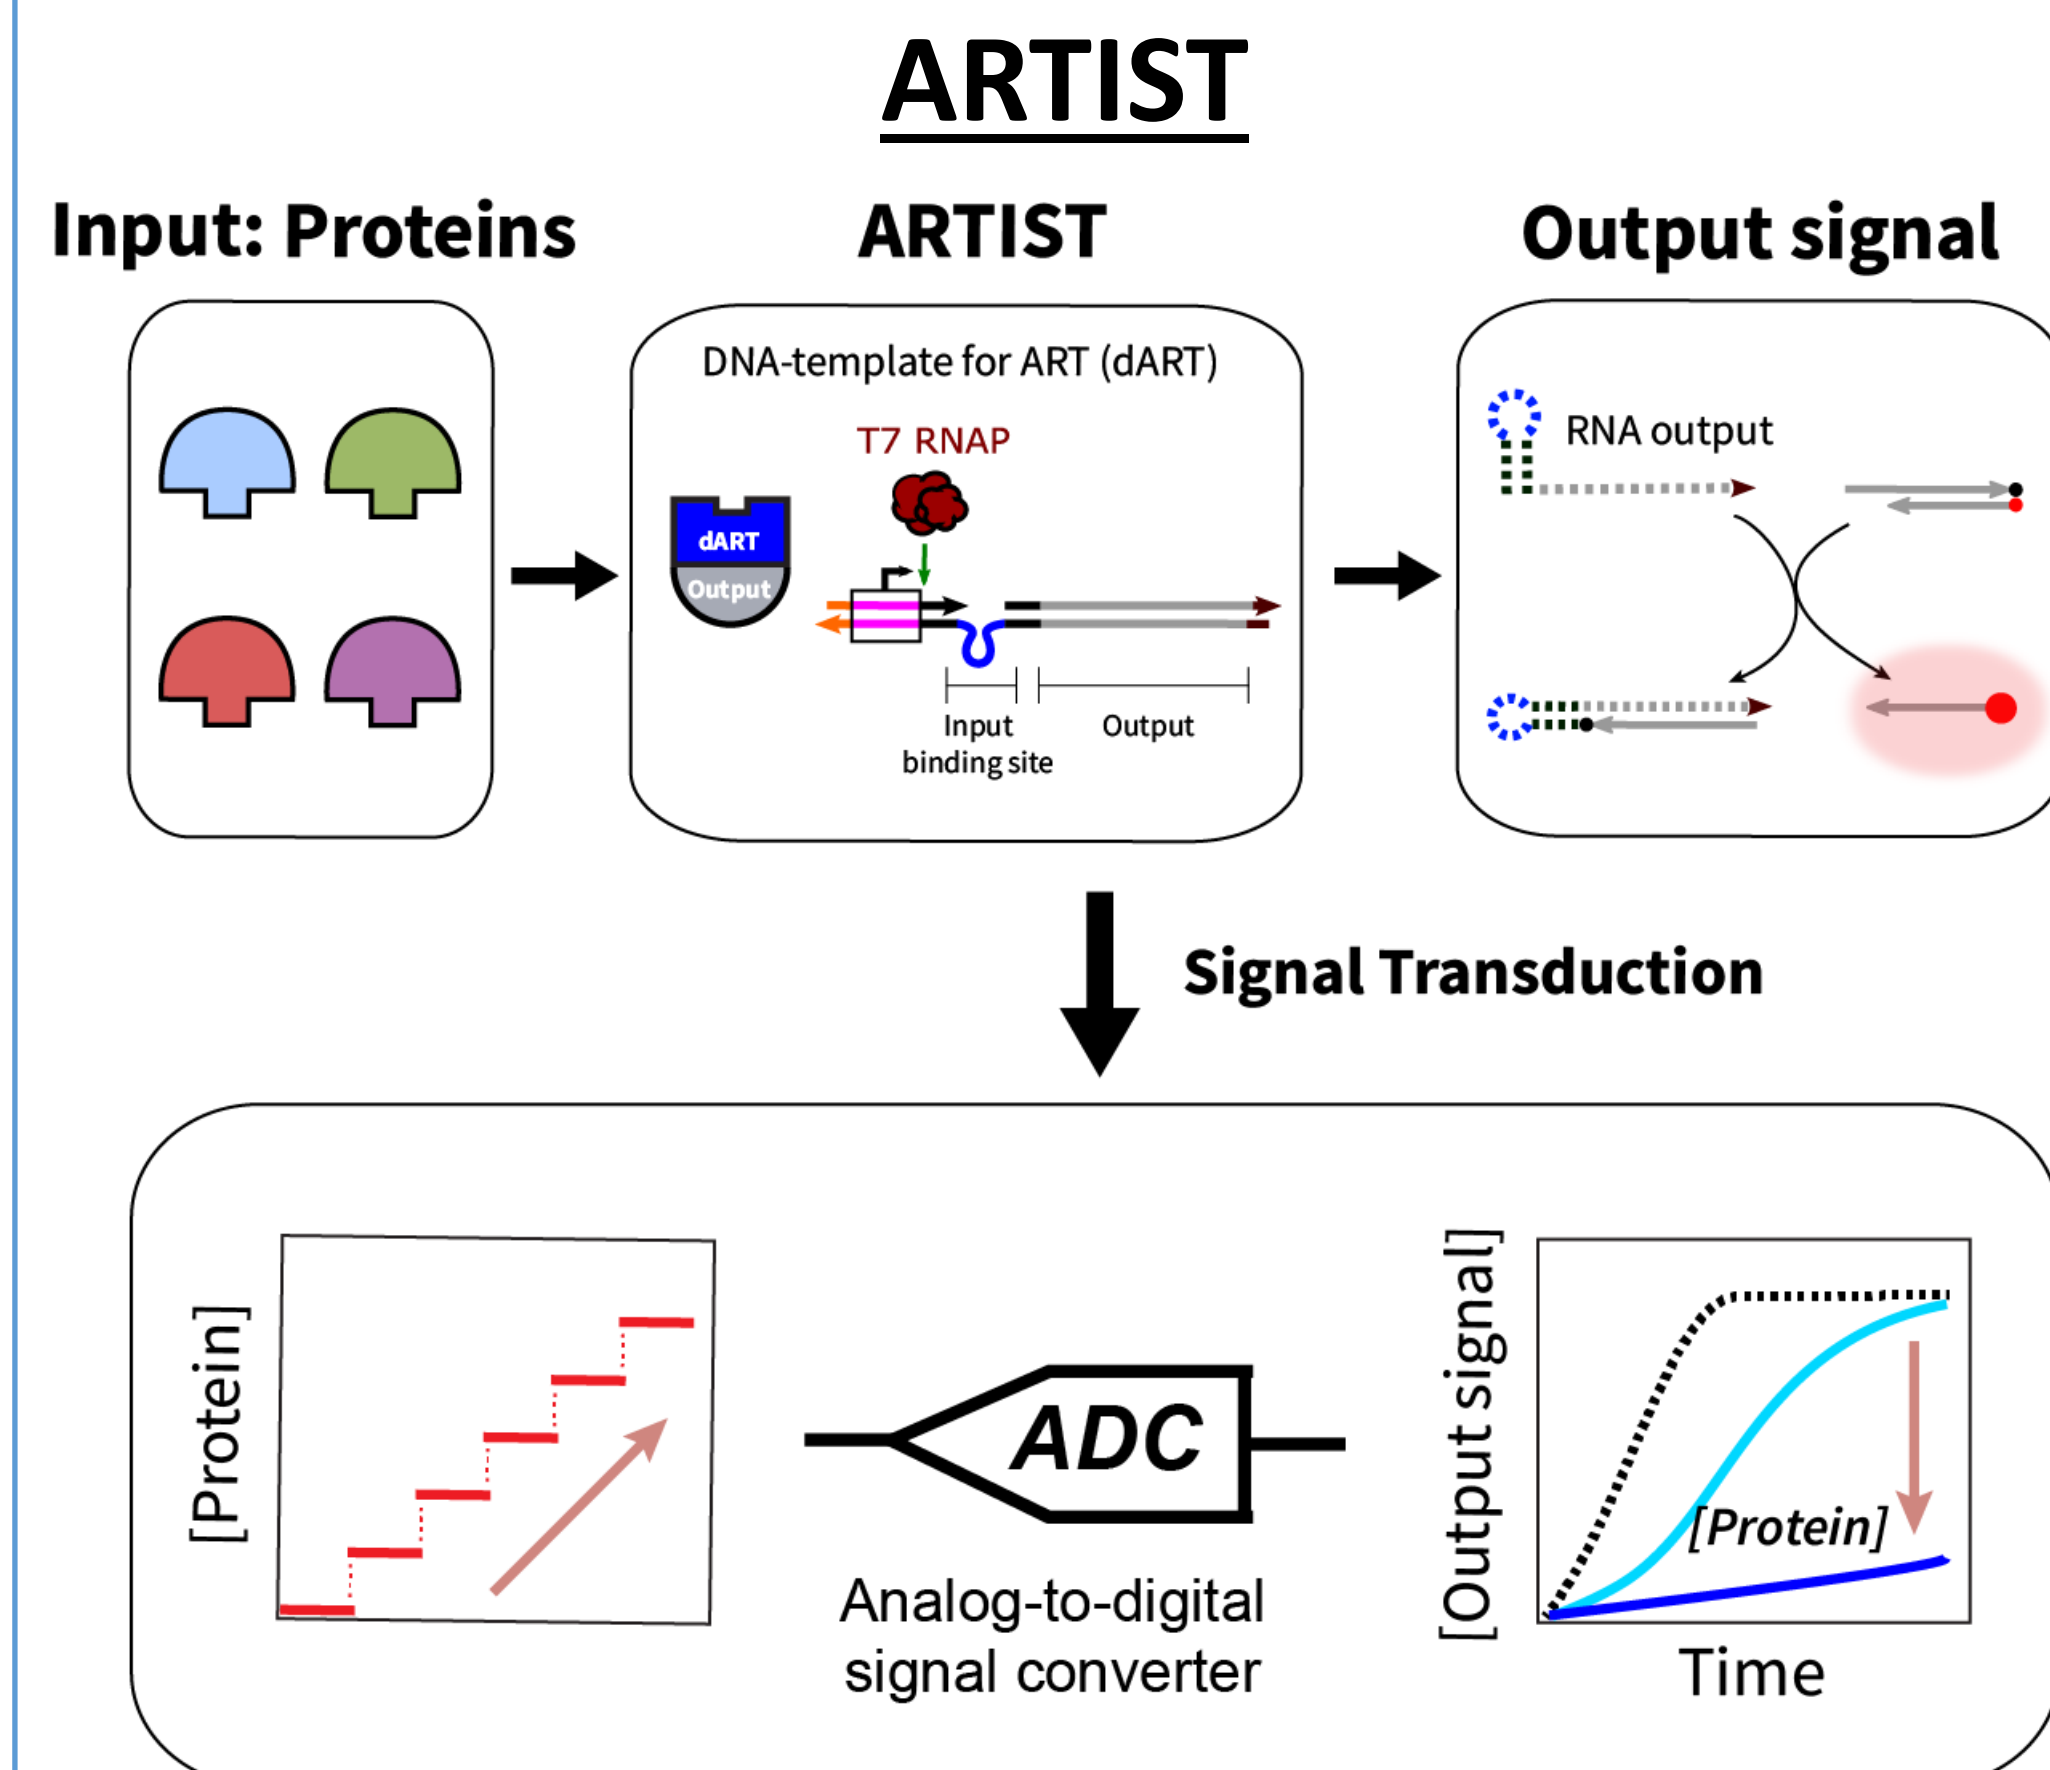 ARTIST
Input: Proteins
ARTIST
Output signal
DNA-template for ART (dART)
T7 RNAP
dART
Output
Input
binding site
Output
RNA output
Signal Transduction
[Protein]
ADC
Analog-to-digital
signal converter
[Output signal]
[Protein]
Time